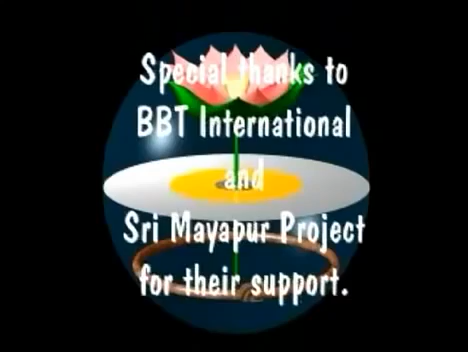 Special thanks to
BBT International
and
Sri Mayapur Project
for their support.